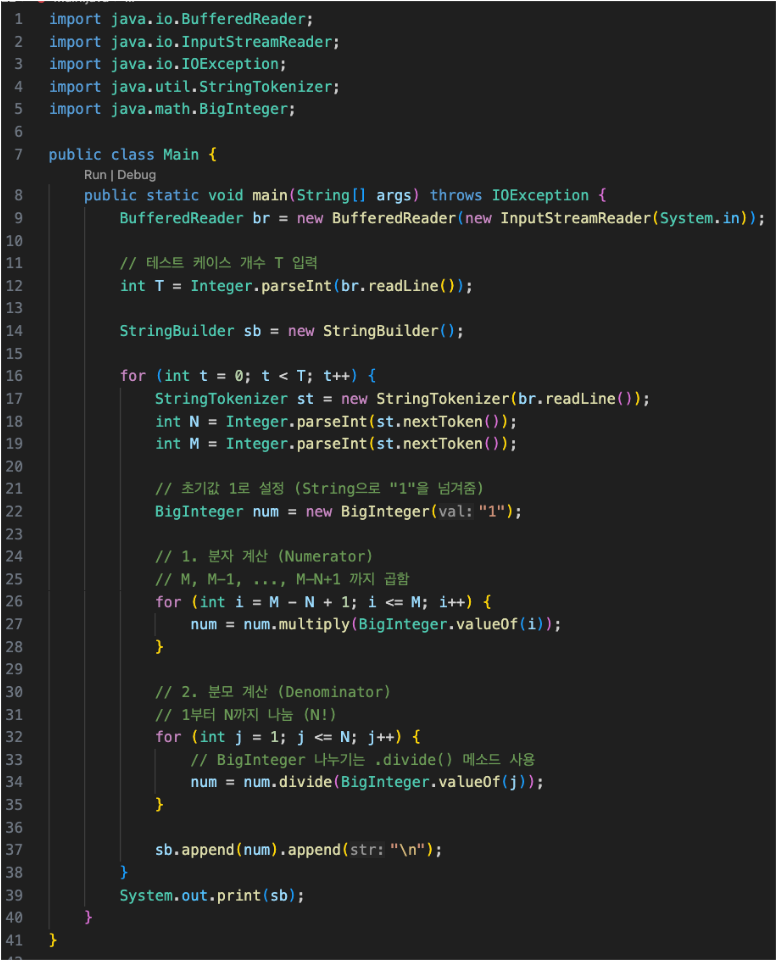 1 import java.io.BufferedReader;
2 import java.io.InputStreamReader;
3 import java.io.IOException;
4 import java.util.StringTokenizer;
5 import java.math.BigInteger;
6
7 public class Main {
Run | Debug
8 public static void main(String[] args) throws IOException {
9 BufferedReader br = new BufferedReader(new InputStreamReader(System.in));
10
11 // 테스트 케이스 개수 T 입력
12 int T = Integer.parseInt(br.readLine());
13
14 StringBuilder sb = new StringBuilder();
15
16 for (int t = 0; t < T; t++) {
17 StringTokenizer st = new StringTokenizer(br.readLine());
18 int N = Integer.parseInt(st.nextToken());
19 int M = Integer.parseInt(st.nextToken());
20
21 // 초기값 1로 설정 (String으로 "1"을 넘겨줌)
22 BigInteger num = new BigInteger(val: "1");
23
24 // 1. 분자 계산 (Numerator)
25 // M, M-1, ..., M-N+1 까지 곱함
26 for (int i = M - N + 1; i <= M; i++) {
27 num = num.multiply(BigInteger.valueOf(i));
28 }
29
30 // 2. 분모 계산 (Denominator)
31 // 1부터 N까지 나눔 (N!)
32 for (int j = 1; j <= N; j++) {
33 // BigInteger 나누기는 .divide() 메소드 사용
34 num = num.divide(BigInteger.valueOf(j));
35 }
36
37 sb.append(num).append(str: "\n");
38 }
39 System.out.print(sb);
40 }
41 }